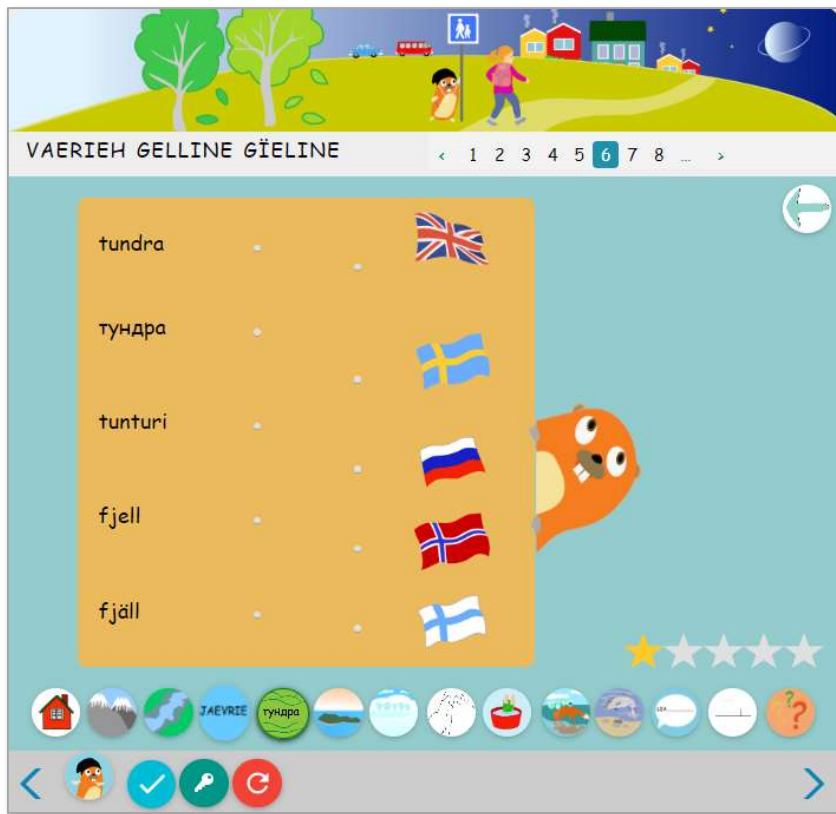 VAERIEH GELLINE GÏELINE
‹ 1 2 3 4 5 6 7 8 … ›
tundra
тундра
tunturi
fjell
fjäll
JAEVRIE
тундра
??